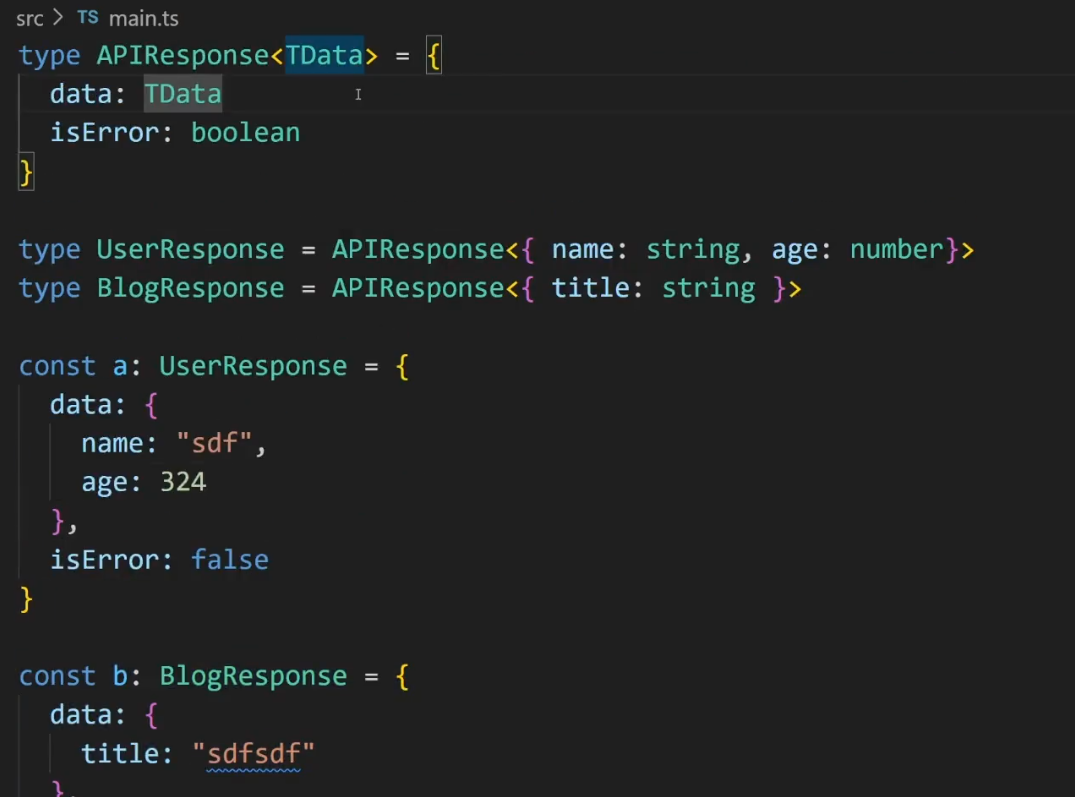 src > TS main.ts
type APIResponse<TData> = {
  data: TData
  isError: boolean
}
type UserResponse = APIResponse<{ name: string, age: number}>
type BlogResponse = APIResponse<{ title: string }>
const a: UserResponse = {
  data: {
    name: "sdf",
    age: 324
  },
  isError: false
}
const b: BlogResponse = {
  data: {
    title: "sdfsdf"
  },